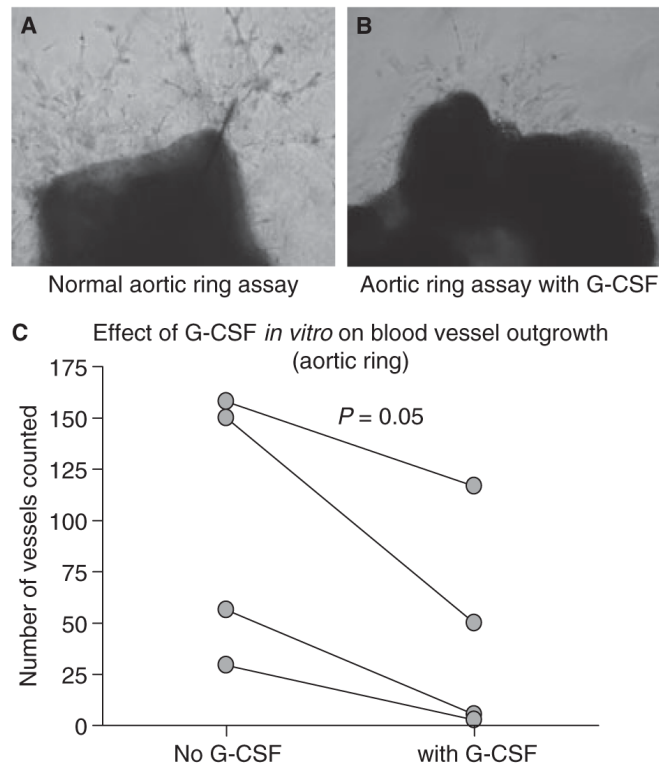 A
B
Normal aortic ring assay
Aortic ring assay with G-CSF
C
Effect of G-CSF in vitro on blood vessel outgrowth
(aortic ring)
P = 0.05
Number of vessels counted
175
150
125
100
75
50
25
0
No G-CSF
with G-CSF